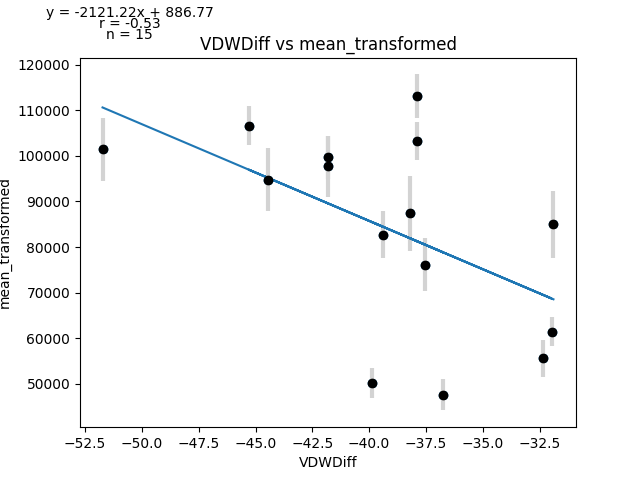 y = -2121.22x + 886.77
r = -0.53
n = 15
VDWDiff vs mean_transformed
120000
110000
100000
90000
80000
70000
60000
50000
mean_transformed
−52.5 −50.0 −47.5 −45.0 −42.5 −40.0 −37.5 −35.0 −32.5
VDWDiff